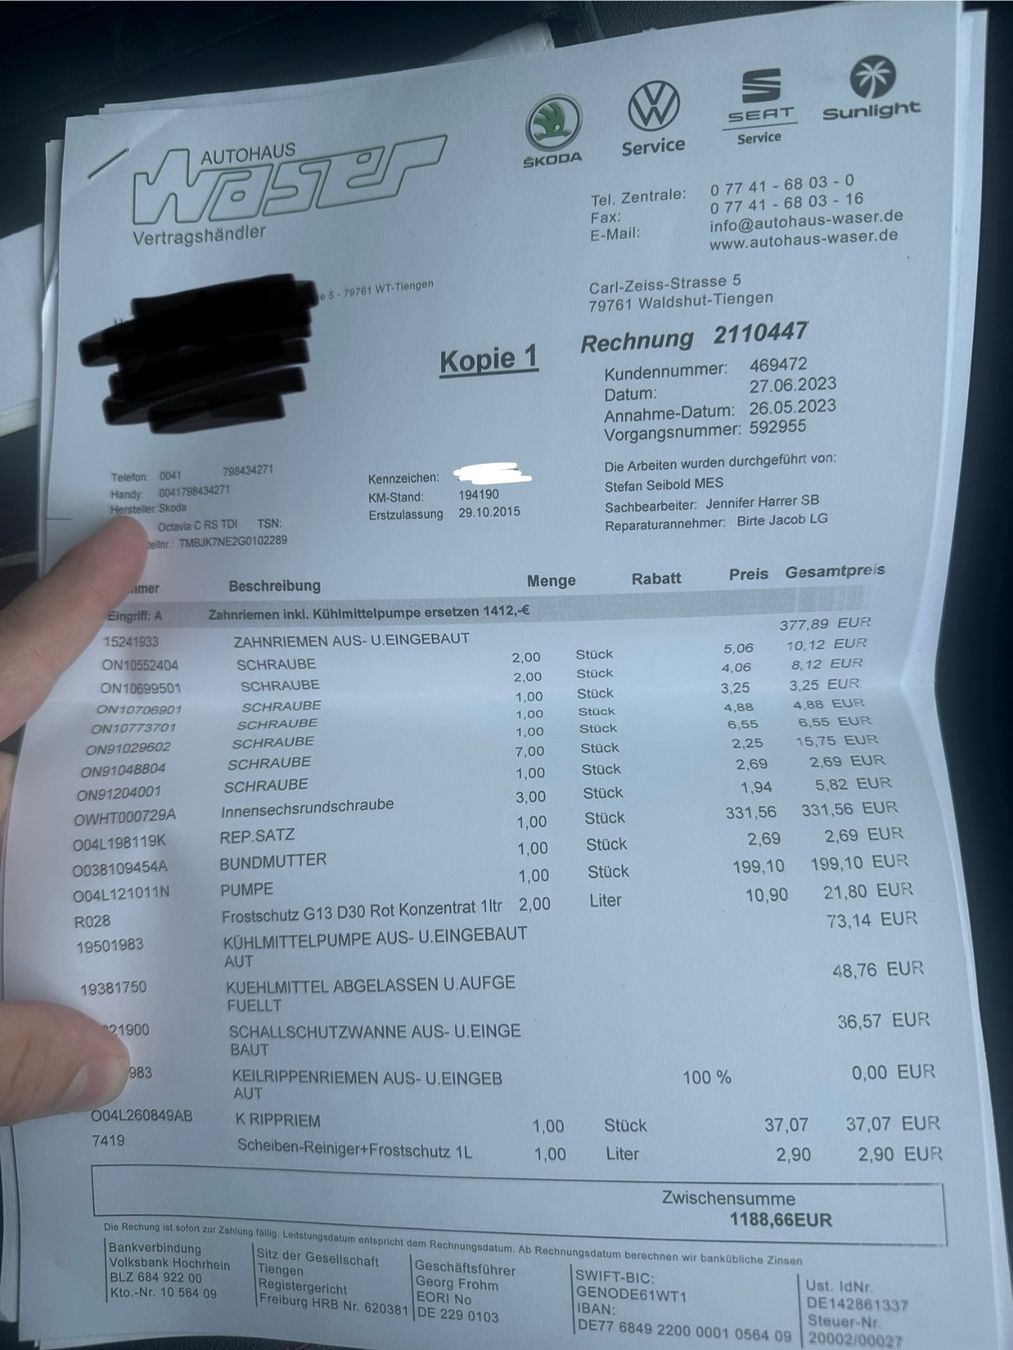 AUTOHAUS
Waser
Vertragshändler
ŠKODA
Service
SEAT
Service
Sunlight
Tel. Zentrale: 0 77 41 - 68 03 - 0
Fax: 0 77 41 - 68 03 - 16
E-Mail: info@autohaus-waser.de
www.autohaus-waser.de
e 5 - 79761 WT-Tiengen
Carl-Zeiss-Strasse 5
79761 Waldshut-Tiengen
Kopie 1
Rechnung 2110447
Kundennummer: 469472
Datum: 27.06.2023
Annahme-Datum: 26.05.2023
Vorgangsnummer: 592955
Telefon: 0041 798434271
Handy: 0041798434271
Hersteller: Skoda
Octavia C RS TDI TSN:
tellnr.: TMBJK7NE2G0102289
Kennzeichen:
KM-Stand: 194190
Erstzulassung 29.10.2015
Die Arbeiten wurden durchgeführt von:
Stefan Seibold MES
Sachbearbeiter: Jennifer Harrer SB
Reparaturannehmer: Birte Jacob LG
mmer Beschreibung Menge Rabatt Preis Gesamtpreis
Eingriff: A Zahnriemen inkl. Kühlmittelpumpe ersetzen 1412,-€
15241933 ZAHNRIEMEN AUS- U.EINGEBAUT 377,89 EUR
ON10552404 SCHRAUBE 2,00 Stück 5,06 10,12 EUR
ON10699501 SCHRAUBE 2,00 Stück 4,06 8,12 EUR
ON10706901 SCHRAUBE 1,00 Stück 3,25 3,25 EUR
ON10773701 SCHRAUBE 1,00 Stück 4,88 4,88 EUR
ON91029602 SCHRAUBE 1,00 Stück 6,55 6,55 EUR
ON91048804 SCHRAUBE 7,00 Stück 2,25 15,75 EUR
ON91204001 SCHRAUBE 1,00 Stück 2,69 2,69 EUR
OWHT000729A Innensechsrundschraube 3,00 Stück 1,94 5,82 EUR
O04L198119K REP.SATZ 1,00 Stück 331,56 331,56 EUR
O038109454A BUNDMUTTER 1,00 Stück 2,69 2,69 EUR
O04L121011N PUMPE 1,00 Stück 199,10 199,10 EUR
R028 Frostschutz G13 D30 Rot Konzentrat 1ltr 2,00 Liter 10,90 21,80 EUR
19501983 KÜHLMITTELPUMPE AUS- U.EINGEBAUT 73,14 EUR
AUT
19381750 KUEHLMITTEL ABGELASSEN U.AUFGE 48,76 EUR
FUELLT
21900 SCHALLSCHUTZWANNE AUS- U.EINGE 36,57 EUR
BAUT
983 KEILRIPPENRIEMEN AUS- U.EINGEB 100 % 0,00 EUR
AUT
O04L260849AB K RIPPRIEM 1,00 Stück 37,07 37,07 EUR
7419 Scheiben-Reiniger+Frostschutz 1L 1,00 Liter 2,90 2,90 EUR
Zwischensumme
1188,66EUR
Die Rechung ist sofort zur Zahlung fällig. Leitstungsdatum entspricht dem Rechnungsdatum. Ab Rechnungsdatum berechnen wir bankübliche Zinsen
Bankverbindung
Volksbank Hochrhein
BLZ 684 922 00
Kto.-Nr. 10 564 09
Sitz der Gesellschaft
Tiengen
Registergericht
Freiburg HRB Nr. 620381
Geschäftsführer
Georg Frohm
EORI No
DE 229 0103
SWIFT-BIC:
GENODE61WT1
IBAN:
DE77 6849 2200 0001 0564 09
Ust. IdNr.
DE142861337
Steuer-Nr.
20002/00027